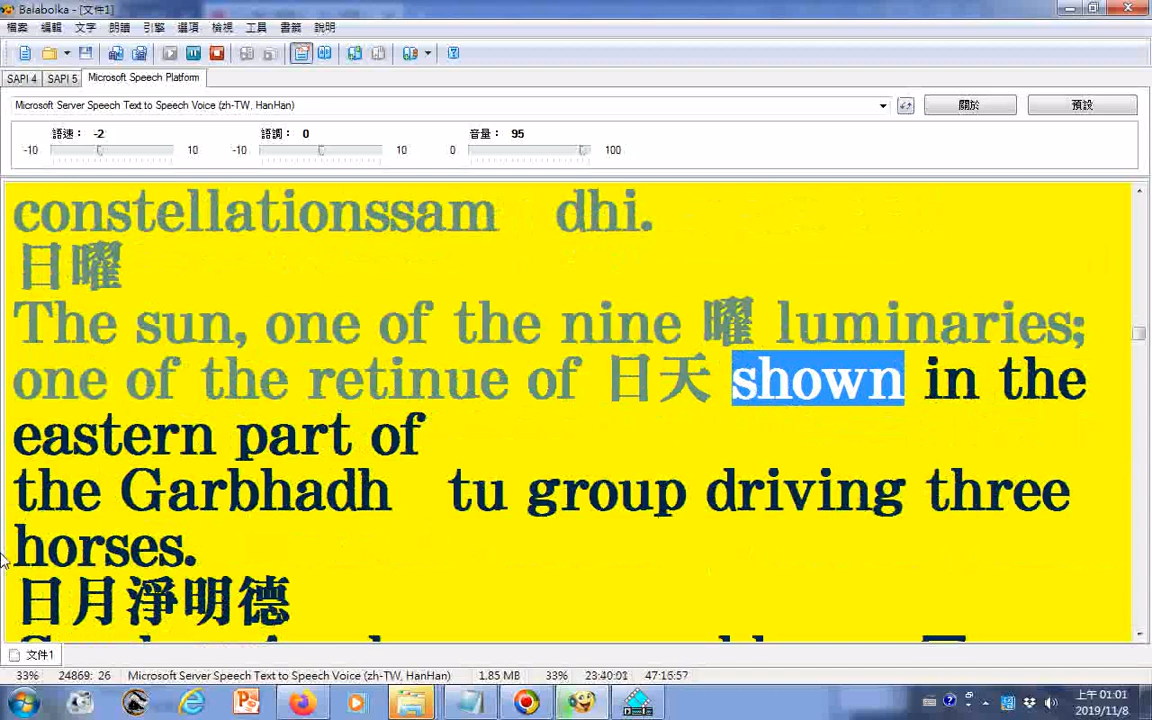 Balabolka - [文件1]
檔案 編輯 文字 朗讀 引擎 選項 檢視 工具 書籤 說明
SAPI 4 SAPI 5 Microsoft Speech Platform
Microsoft Server Speech Text to Speech Voice (zh-TW, HanHan) 關於 預設
語速： -2 語調： 0 音量： 95
-10 10 -10 10 0 100
constellationssam dhi.
日曜
The sun, one of the nine 曜 luminaries;
one of the retinue of 日天 shown in the
eastern part of
the Garbhadh tu group driving three
horses.
日月淨明德
文件1
33% 24869: 26 Microsoft Server Speech Text to Speech Voice (zh-TW, HanHan) 1.85 MB 33% 23:40:01 47:16:57
上午 01:01
2019/11/8